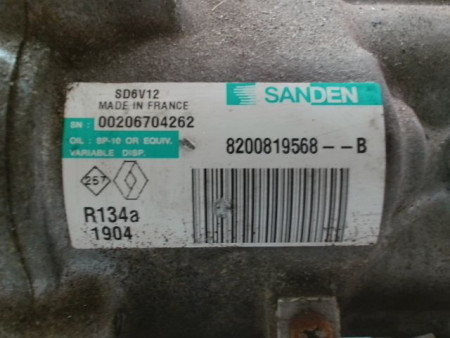 SD6V12
MADE IN FRANCE
SANDEN
SN : 00206704262
OIL : SP-10 OR EQUIV.
VARIABLE DISP.
8200819568--B
257
R134a
1904